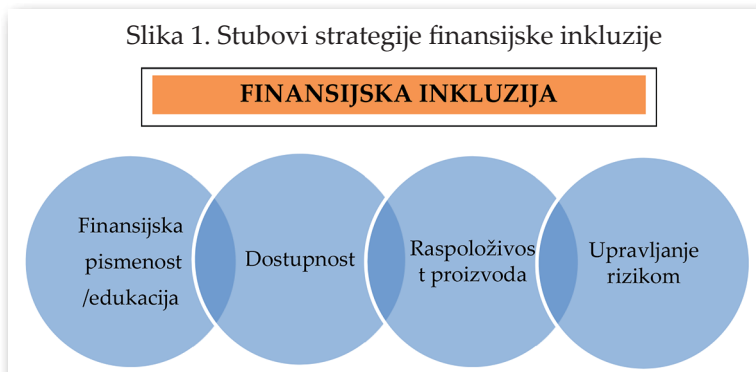 Slika 1. Stubovi strategije finansijske inkluzije
FINANSIJSKA INKLUZIJA
Finansijska
pismenost
/edukacija
Dostupnost
Raspoloživos
t proizvoda
Upravljanje
rizikom